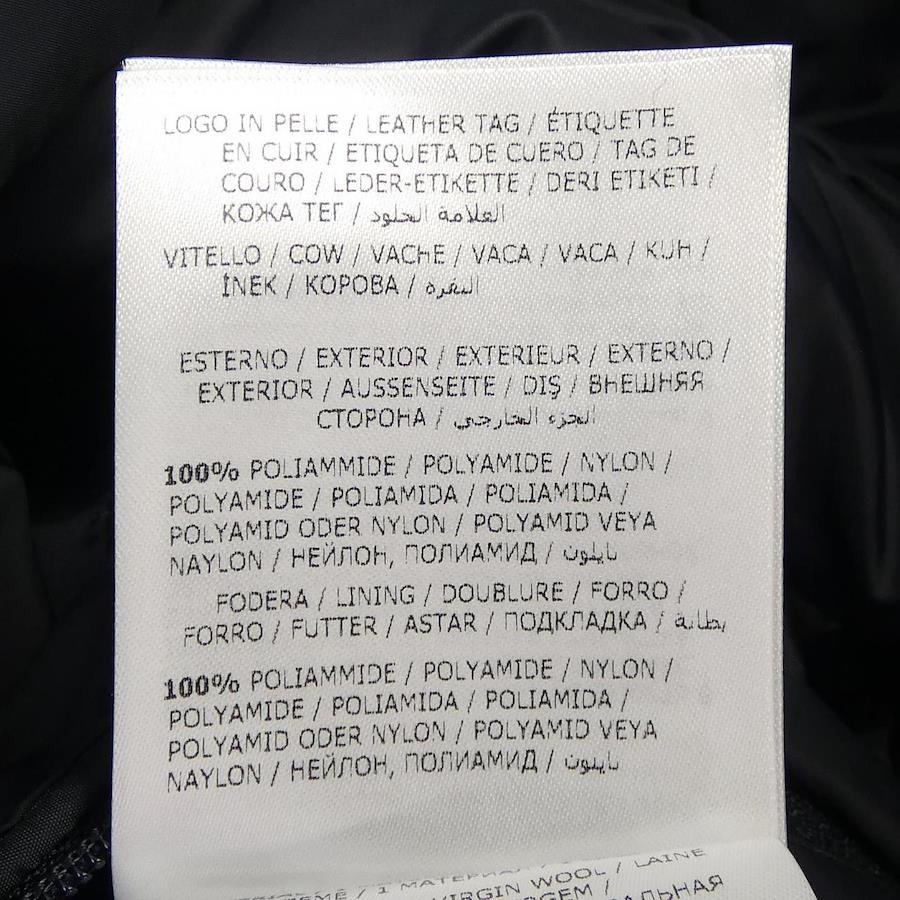 LOGO IN PELLE / LEATHER TAG / ÉTIQUETTE
EN CUIR / ETIQUETA DE CUERO / TAG DE
COURO / LEDER-ETIKETTE / DERI ETIKETI /
КОЖА ТЕГ / العلامة الجلود
VITELLO / COW / VACHE / VACA / VACA / KUH /
İNEK / КОРОВА / البقرة
ESTERNO / EXTERIOR / EXTERIEUR / EXTERNO /
EXTERIOR / AUSSENSEITE / DIŞ / ВНЕШНЯЯ
СТОРОНА / الجزء الخارجي
100% POLIAMMIDE / POLYAMIDE / NYLON /
POLYAMIDE / POLIAMIDA / POLIAMIDA /
POLYAMID ODER NYLON / POLYAMID VEYA
NAYLON / НЕЙЛОН, ПОЛИАМИД / نايلون
FODERA / LINING / DOUBLURE / FORRO /
FORRO / FUTTER / ASTAR / ПОДКЛАДКА / بطانة
100% POLIAMMIDE / POLYAMIDE / NYLON /
POLYAMIDE / POLIAMIDA / POLIAMIDA /
POLYAMID ODER NYLON / POLYAMID VEYA
NAYLON / НЕЙЛОН, ПОЛИАМИД / نايلون
VIRGIN WOOL / LAINE